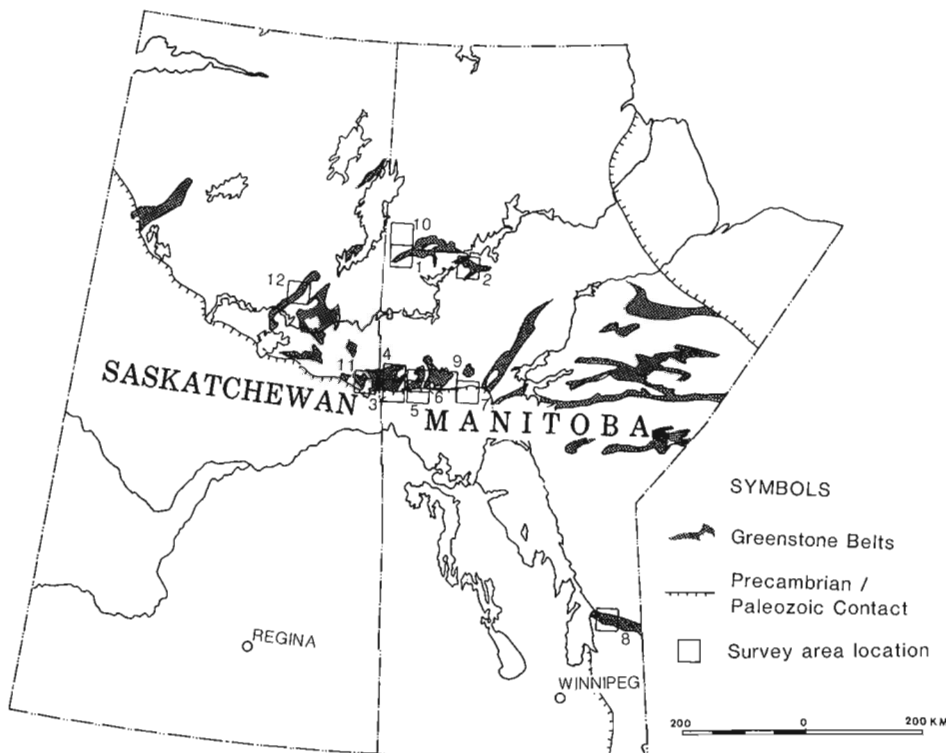 10
1
2
12
11
4
9
3
5
6
7
SASKATCHEWAN
MANITOBA
SYMBOLS
Greenstone Belts
Precambrian /
Paleozoic Contact
Survey area location
8
REGINA
WINNIPEG
200 0 200 KM